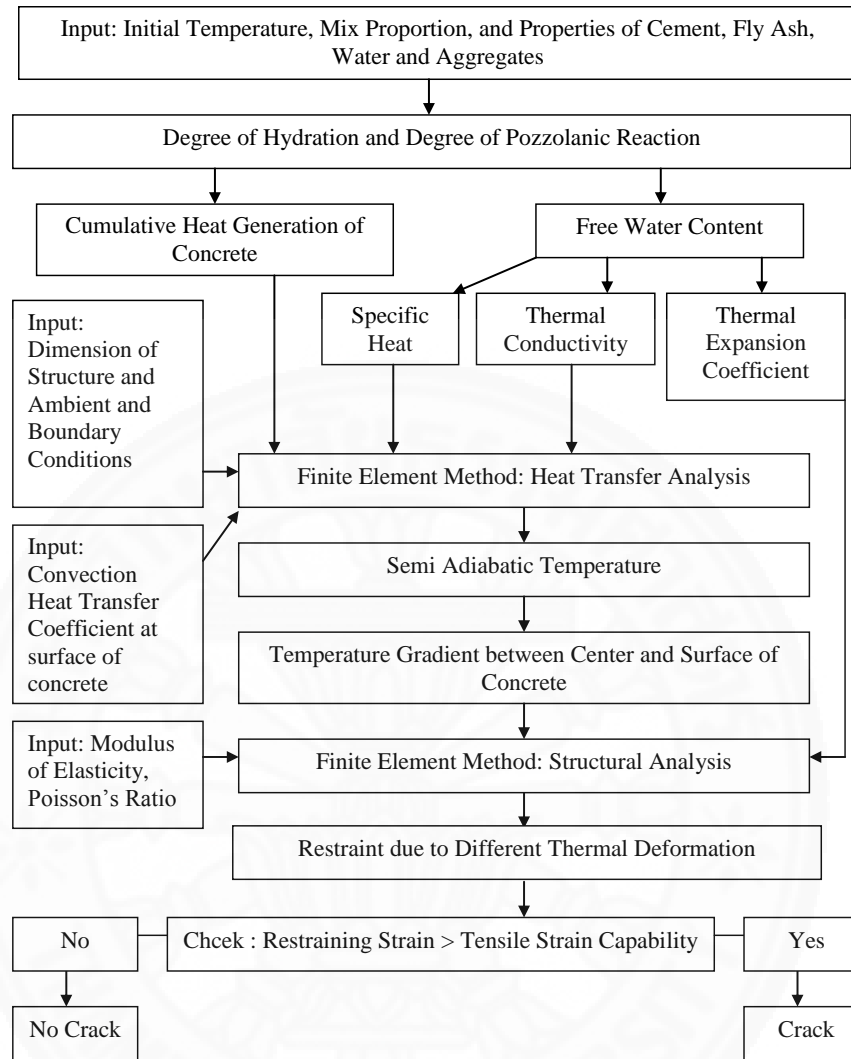 Input: Initial Temperature, Mix Proportion, and Properties of Cement, Fly Ash,
Water and Aggregates
Degree of Hydration and Degree of Pozzolanic Reaction
Cumulative Heat Generation of
Concrete
Free Water Content
Input:
Dimension of
Structure and
Ambient and
Boundary
Conditions
Specific
Heat
Thermal
Conductivity
Thermal
Expansion
Coefficient
Finite Element Method: Heat Transfer Analysis
Input:
Convection
Heat Transfer
Coefficient at
surface of
concrete
Semi Adiabatic Temperature
Temperature Gradient between Center and Surface of
Concrete
Input: Modulus
of Elasticity,
Poisson’s Ratio
Finite Element Method: Structural Analysis
Restraint due to Different Thermal Deformation
No
Chcek : Restraining Strain > Tensile Strain Capability
Yes
No Crack
Crack